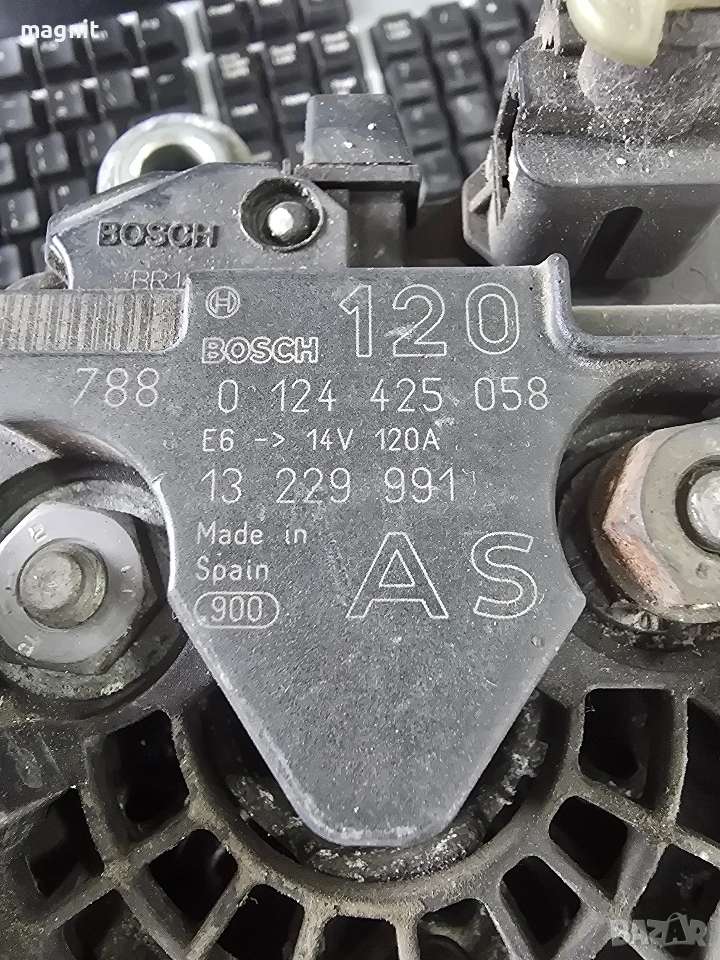 magnit
BOSCH
BR1
BOSCH 120
788 0 124 425 058
E6 -> 14V 120A
13 229 991
Made in
Spain
900
AS
BAZAR